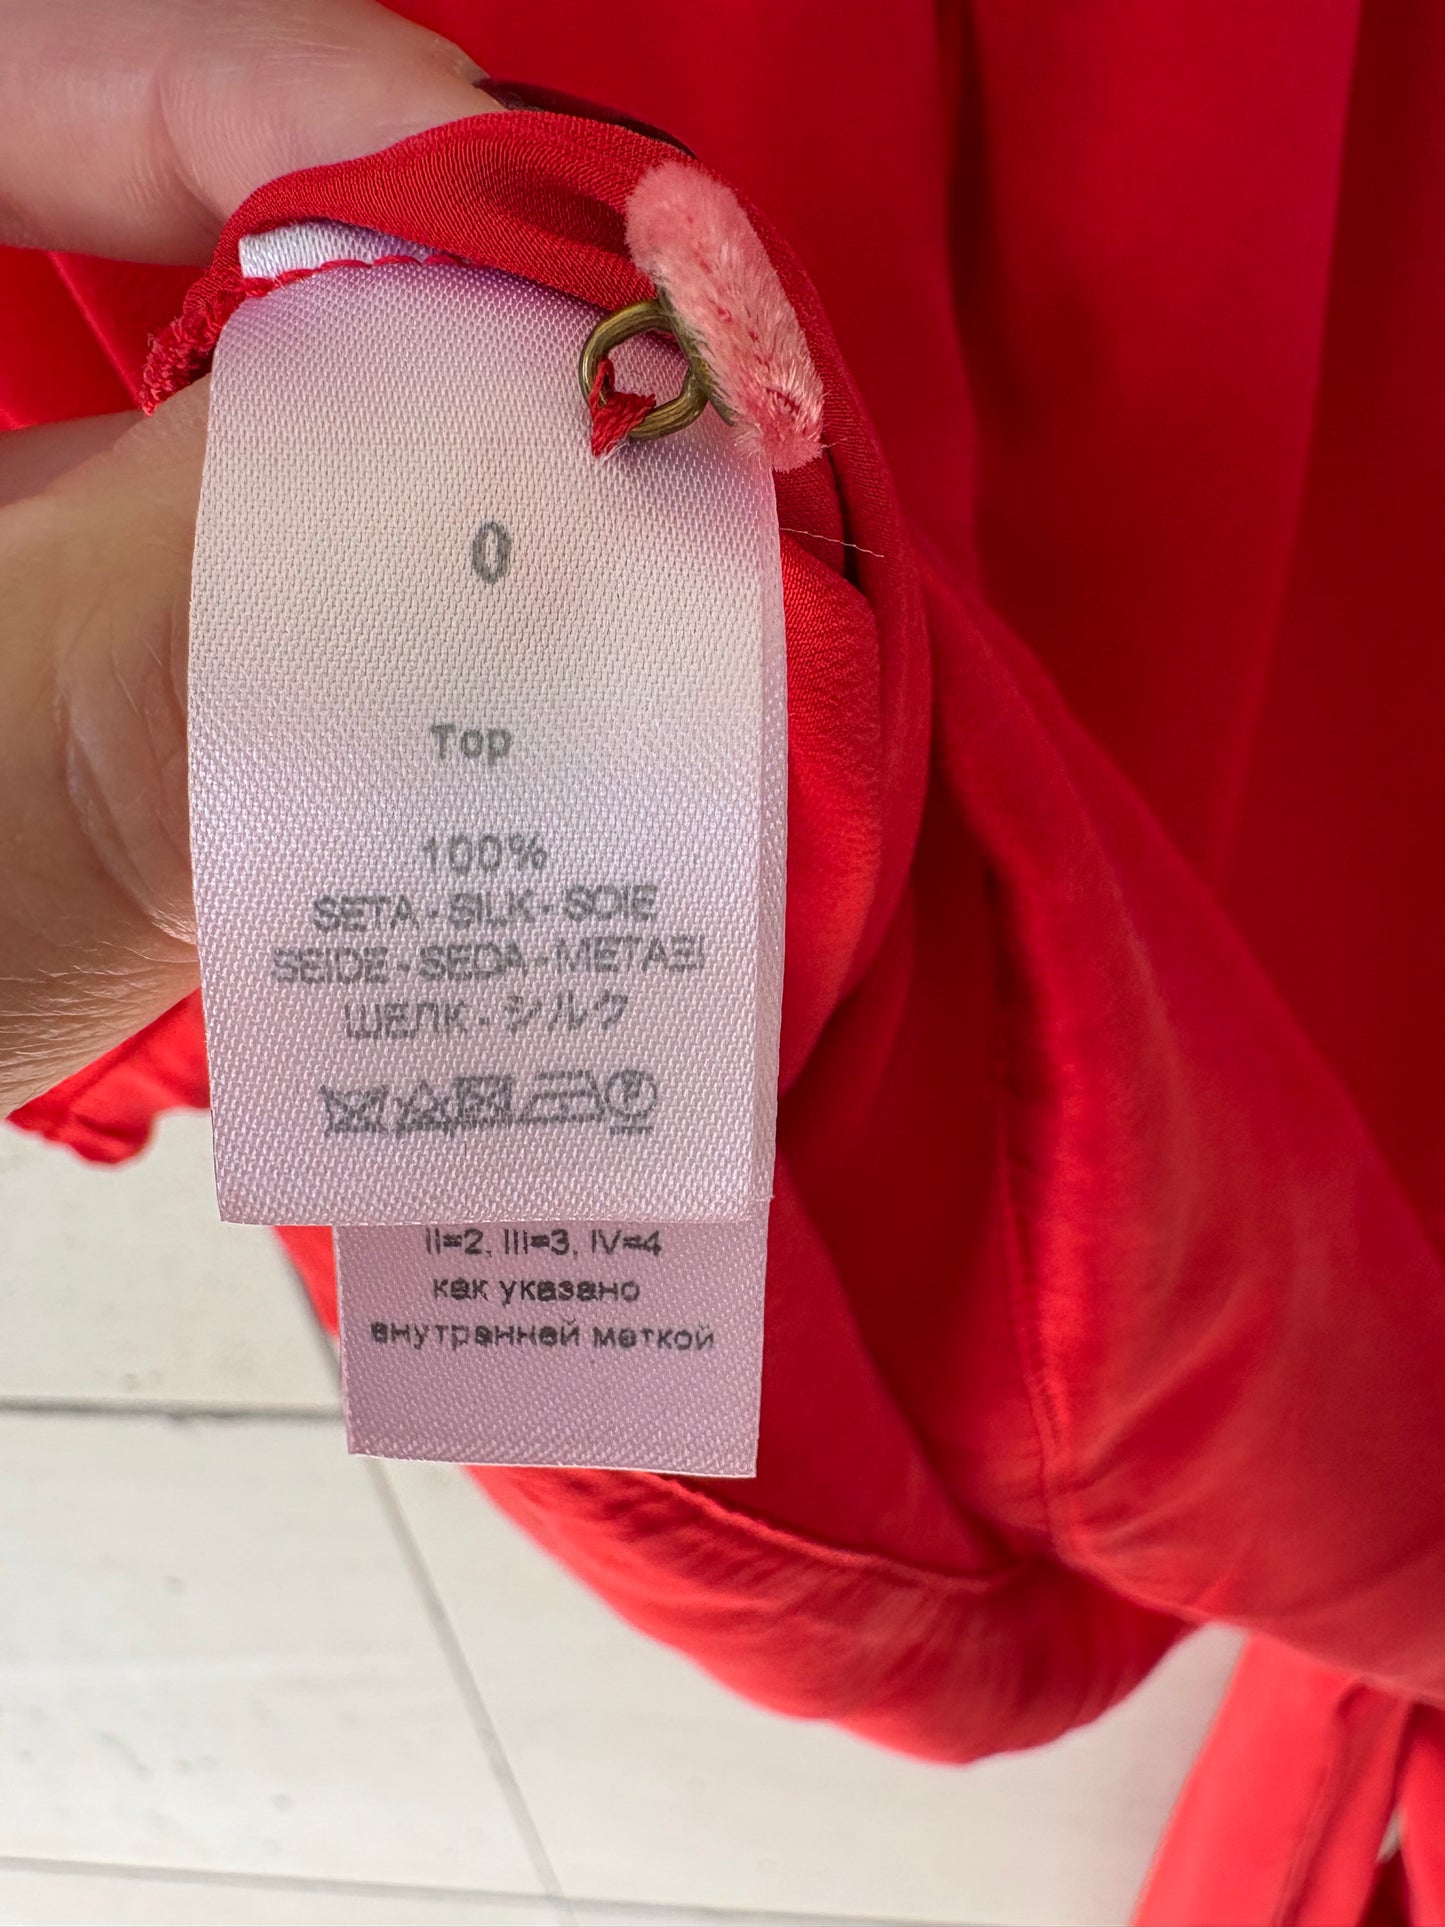 0
Top
100%
SETA - SILK - SOIE
SEIDE - SEDA - ΜΕΤΑΞΙ
ШЕЛК - シルク
II=2, III=3, IV=4
как указано
внутренней меткой